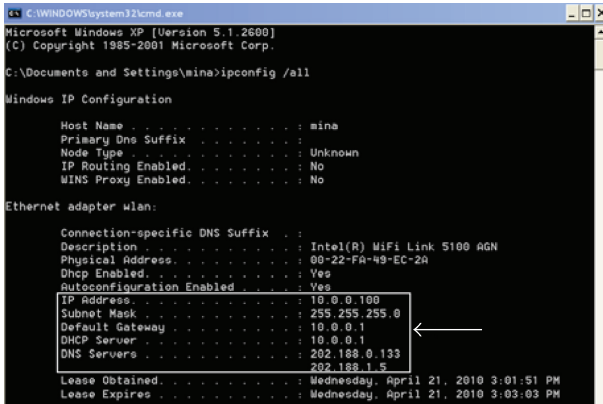 C:\WINDOWS\system32\cmd.exe
Microsoft Windows XP [Version 5.1.2600]
(C) Copyright 1985-2001 Microsoft Corp.
C:\Documents and Settings\mina>ipconfig /all
Windows IP Configuration
Host Name . . . . . . . . . . . . : mina
Primary Dns Suffix . . . . . . . :
Node Type . . . . . . . . . . . . : Unknown
IP Routing Enabled. . . . . . . . : No
WINS Proxy Enabled. . . . . . . . : No
Ethernet adapter wlan:
Connection-specific DNS Suffix . :
Description . . . . . . . . . . . : Intel(R) WiFi Link 5100 AGN
Physical Address. . . . . . . . . : 00-22-FA-49-EC-2A
Dhcp Enabled. . . . . . . . . . . : Yes
Autoconfiguration Enabled . . . . : Yes
IP Address. . . . . . . . . . . . : 10.0.0.100
Subnet Mask . . . . . . . . . . . : 255.255.255.0
Default Gateway . . . . . . . . . : 10.0.0.1
DHCP Server . . . . . . . . . . . : 10.0.0.1
DNS Servers . . . . . . . . . . . : 202.188.0.133
202.188.1.5
Lease Obtained. . . . . . . . . . : Wednesday, April 21, 2010 3:01:51 PM
Lease Expires . . . . . . . . . . : Wednesday, April 21, 2010 3:03:03 PM